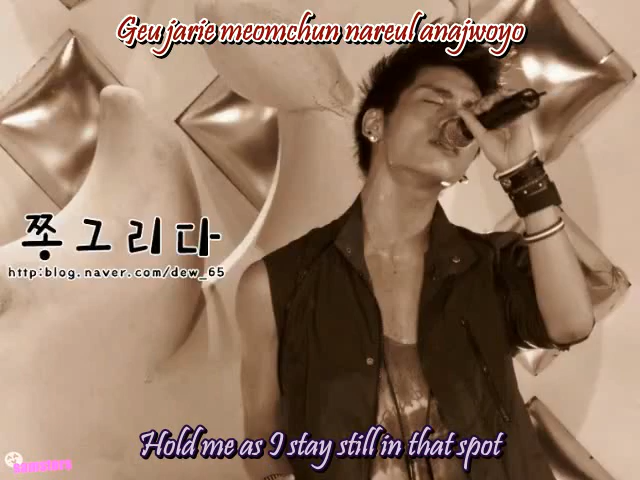 Geu jarie meomchun nareul anajwoyo
쫑그리다
http:blog.naver.com/dew_65
Hold me as I stay still in that spot